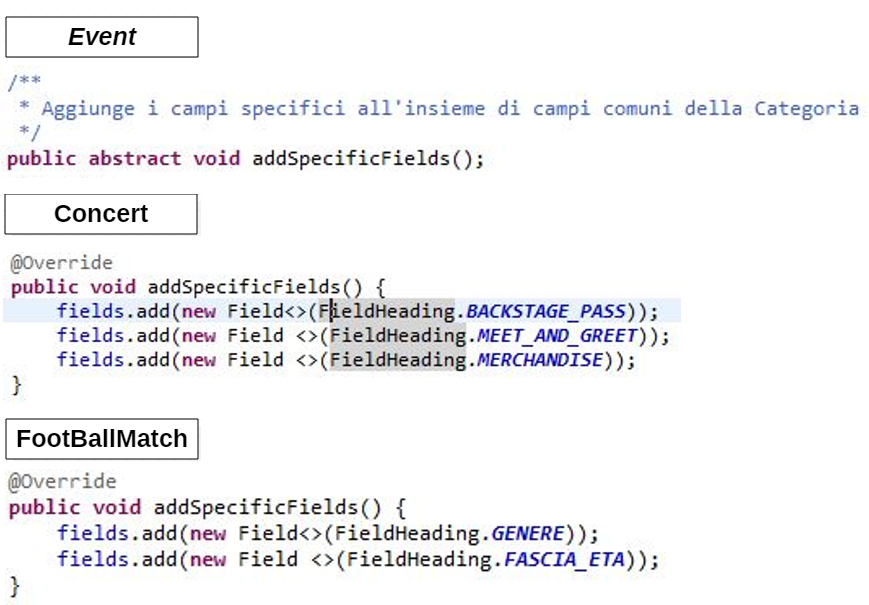 Event
/**
* Aggiunge i campi specifici all'insieme di campi comuni della Categoria
*/
public abstract void addSpecificFields();
Concert
@Override
public void addSpecificFields() {
fields.add(new Field<>(FieldHeading.BACKSTAGE_PASS));
fields.add(new Field <>(FieldHeading.MEET_AND_GREET));
fields.add(new Field <>(FieldHeading.MERCHANDISE));
}
FootBallMatch
@Override
public void addSpecificFields() {
fields.add(new Field<>(FieldHeading.GENERE));
fields.add(new Field <>(FieldHeading.FASCIA_ETA));
}